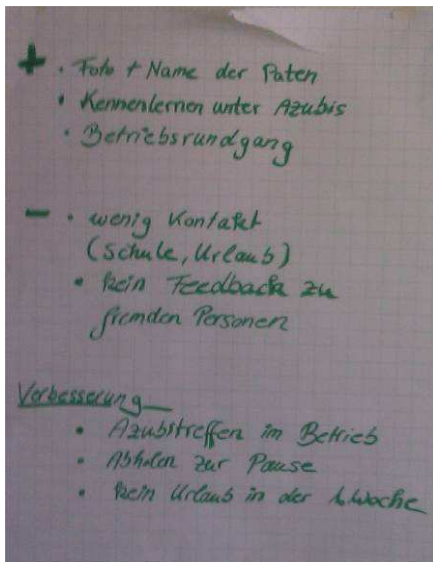 + • Foto + Name der Paten
• Kennenlernen unter Azubis
• Betriebsrundgang
- • wenig Kontakt
(Schule, Urlaub)
• kein Feedback zu
fremden Personen
Verbesserung
• Azubitreffen im Betrieb
• Abholen zur Pause
• kein Urlaub in der 1. Woche